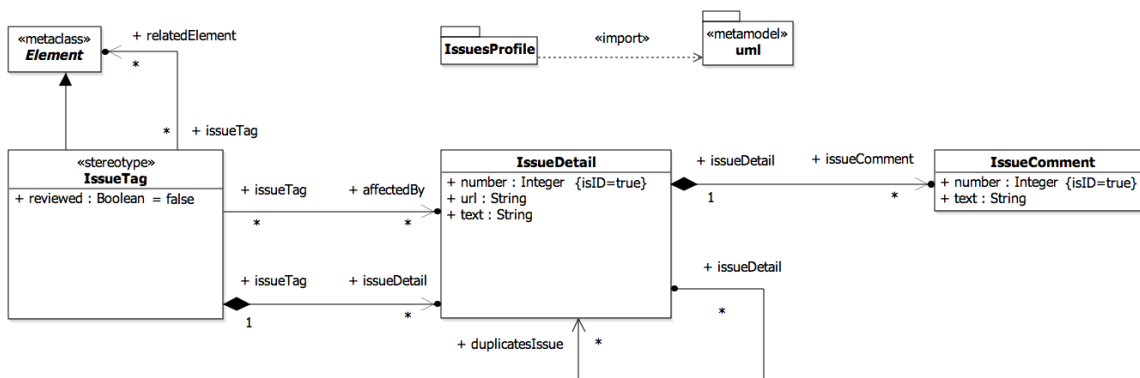 «metaclass»
Element
+ relatedElement
*
*
+ issueTag
IssuesProfile
«import»
«metamodel»
uml
«stereotype»
IssueTag
+ reviewed : Boolean = false
+ issueTag
*
+ affectedBy
*
+ issueTag
1
+ issueDetail
*
IssueDetail
+ number : Integer {isID=true}
+ url : String
+ text : String
+ issueDetail
1
+ issueComment
*
IssueComment
+ number : Integer {isID=true}
+ text : String
+ issueDetail
*
+ duplicatesIssue
*